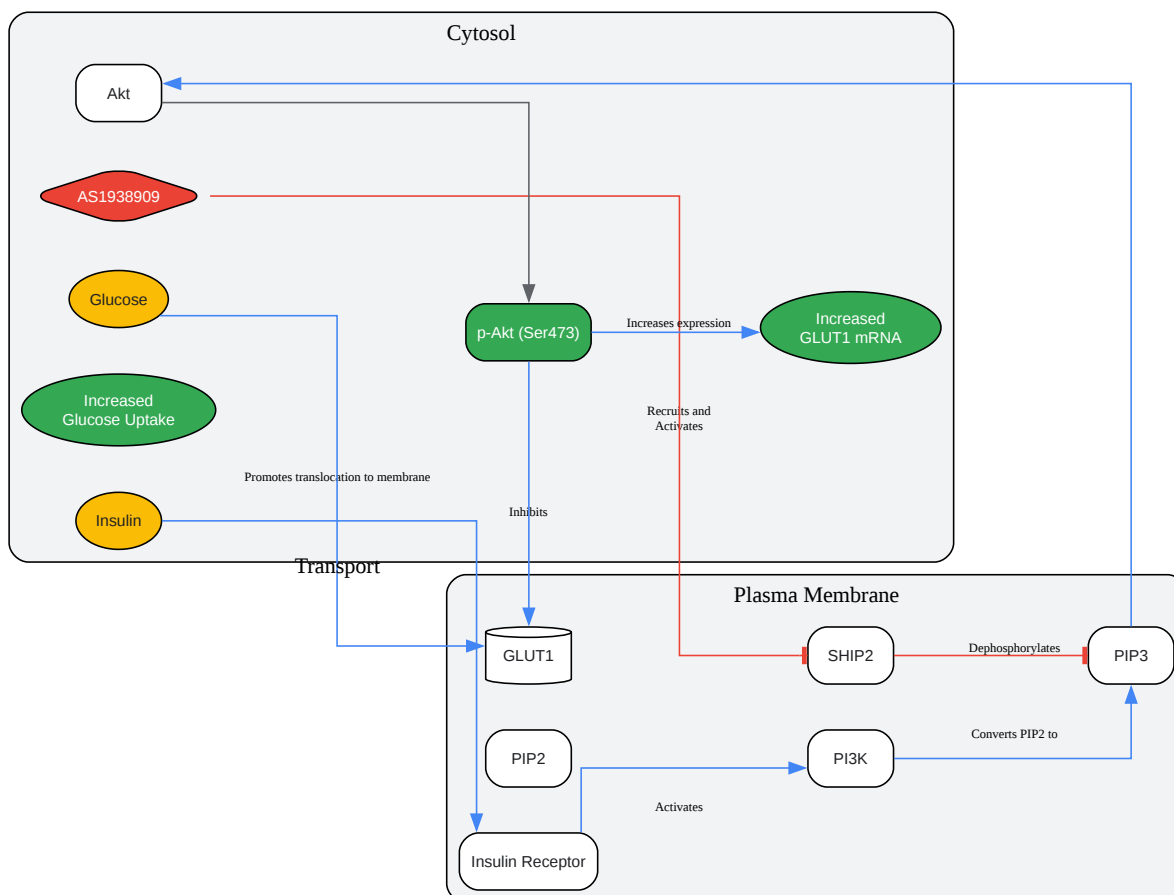 Cytosol
Akt
AS1938909
Glucose
p-Akt (Ser473)
Increases expression
Increased
GLUT1 mRNA
Increased
Glucose Uptake
Recruits and
Activates
Promotes translocation to membrane
Insulin
Inhibits
Transport
Plasma Membrane
GLUT1
SHIP2
Dephosphorylates
PIP3
PIP2
PI3K
Converts PIP2 to
Activates
Insulin Receptor